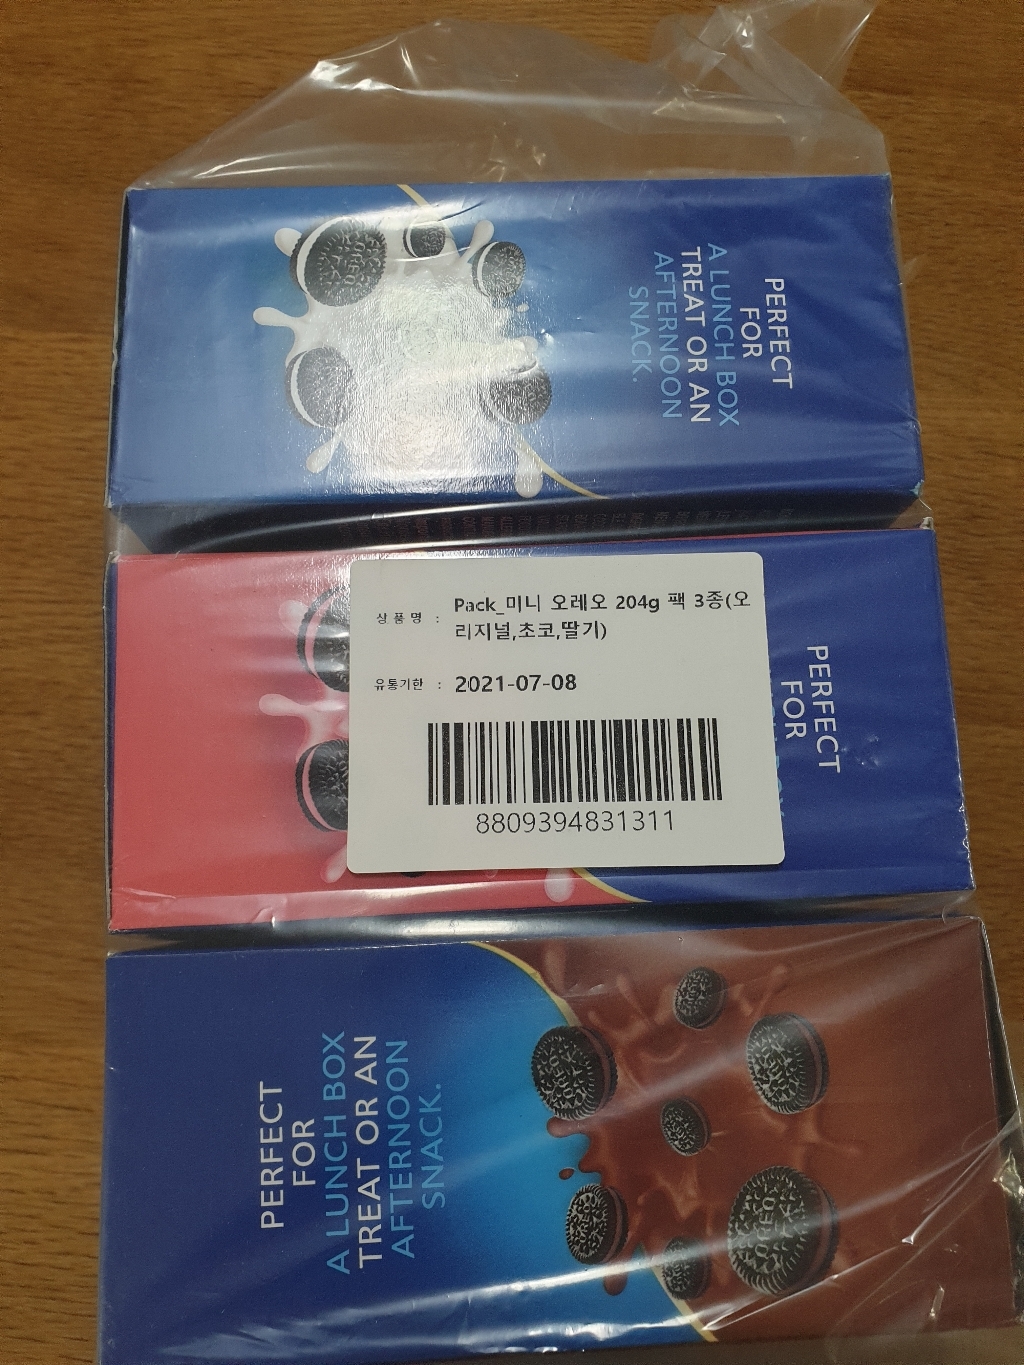 PERFECT
FOR
A LUNCH BOX
TREAT OR AN
AFTERNOON
SNACK.
상품명 : Pack_미니 오레오 204g 팩 3종(오
리지널,초코,딸기)
유통기한 : 2021-07-08
8809394831311
PERFECT
FOR
PERFECT
FOR
A LUNCH BOX
TREAT OR AN
AFTERNOON
SNACK.
OREO